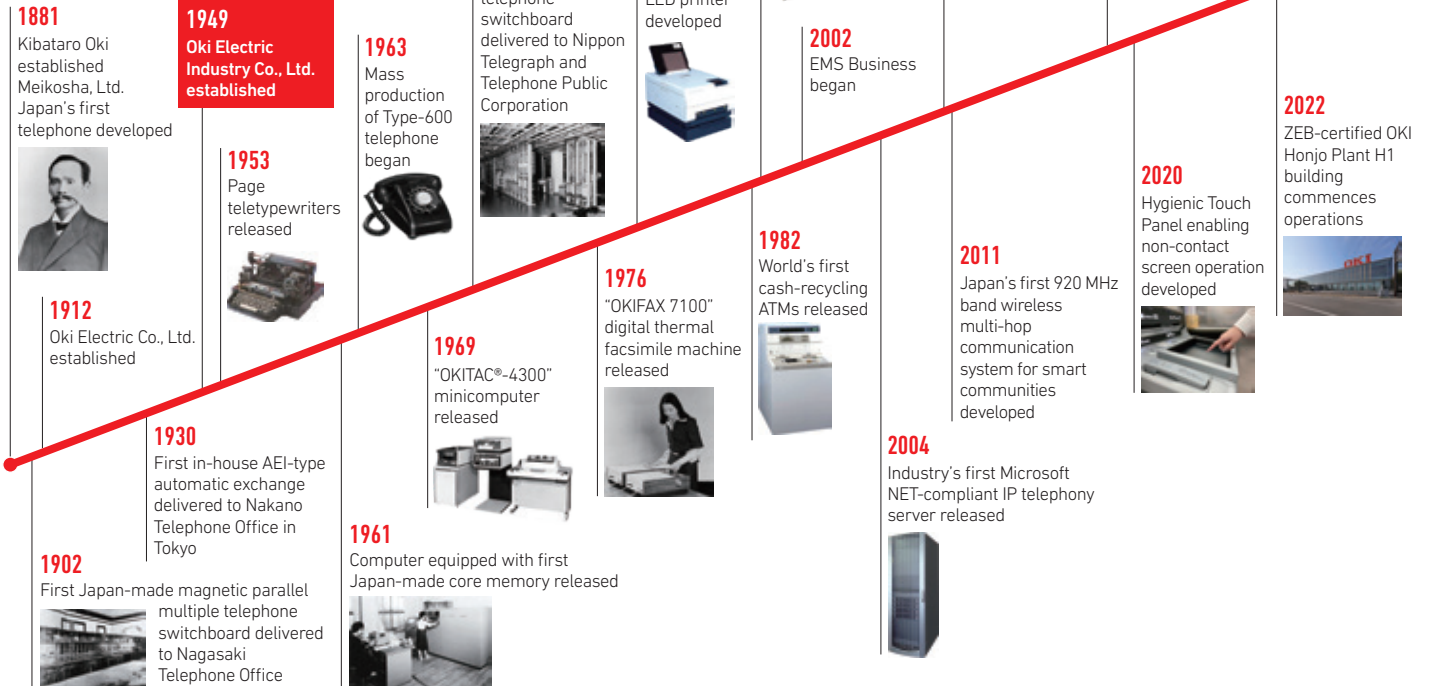 1881
Kibataro Oki
established
Meikosha, Ltd.
Japan's first
telephone developed
1949
Oki Electric
Industry Co., Ltd.
established
1963
Mass
production
of Type-600
telephone
began
telephone
switchboard
delivered to Nippon
Telegraph and
Telephone Public
Corporation
LED printer
developed
2002
EMS Business
began
2022
ZEB-certified OKI
Honjo Plant H1
building
commences
operations
OKI
1953
Page
teletypewriters
released
2020
Hygienic Touch
Panel enabling
non-contact
screen operation
developed
1912
Oki Electric Co., Ltd.
established
1982
World's first
cash-recycling
ATMs released
2011
Japan's first 920 MHz
band wireless
multi-hop
communication
system for smart
communities
developed
1976
“OKIFAX 7100”
digital thermal
facsimile machine
released
1969
“OKITAC®-4300”
minicomputer
released
1930
First in-house AEI-type
automatic exchange
delivered to Nakano
Telephone Office in
Tokyo
2004
Industry's first Microsoft
NET-compliant IP telephony
server released
1961
Computer equipped with first
Japan-made core memory released
1902
First Japan-made magnetic parallel
multiple telephone
switchboard delivered
to Nagasaki
Telephone Office